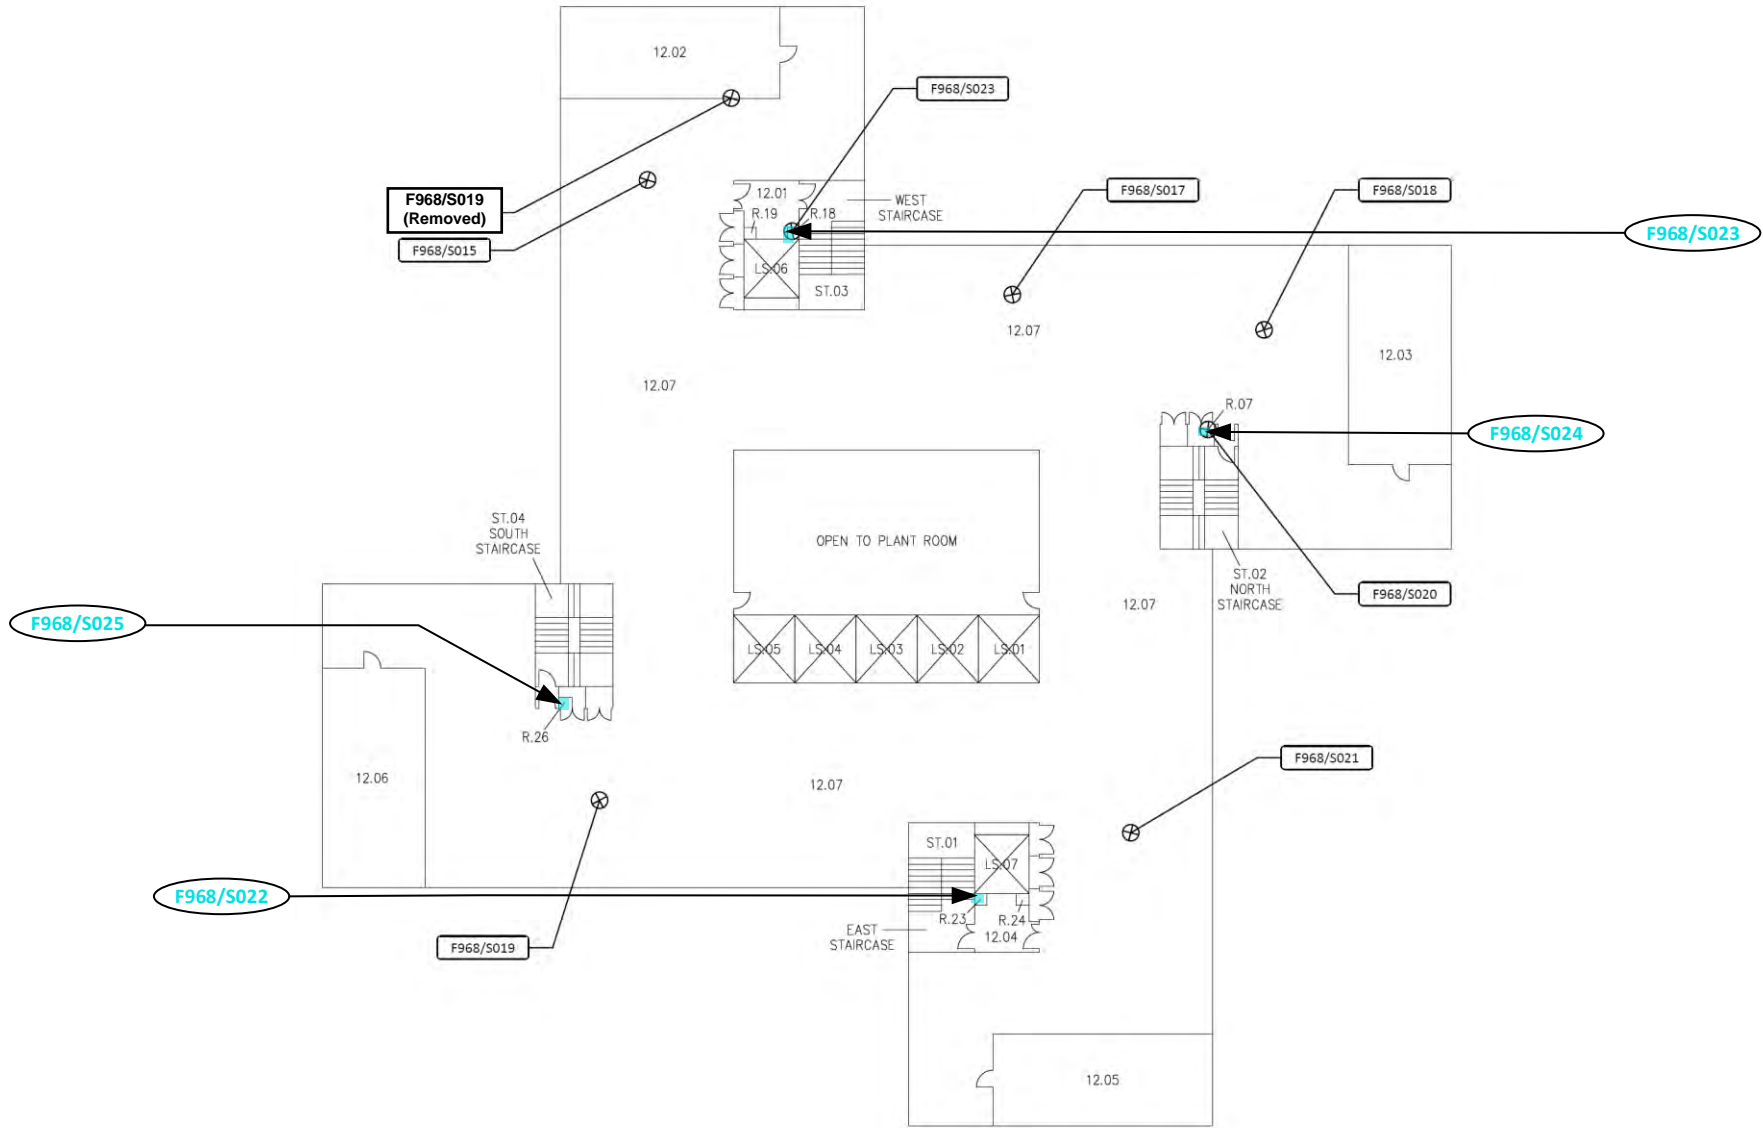 12.02
F968/S023
F968/S019
(Removed)
F968/S015
12.01
R.19
R.18
WEST
STAIRCASE
F968/S017
F968/S018
F968/S023
LS.06
ST.03
12.07
12.03
12.07
R.07
F968/S024
ST.04
SOUTH
STAIRCASE
OPEN TO PLANT ROOM
ST.02
NORTH
STAIRCASE
F968/S020
12.07
F968/S025
LS.05
LS.04
LS.03
LS.02
LS.01
R.26
12.06
12.07
F968/S021
ST.01
LS.07
F968/S022
R.23
R.24
EAST
STAIRCASE
12.04
F968/S019
12.05